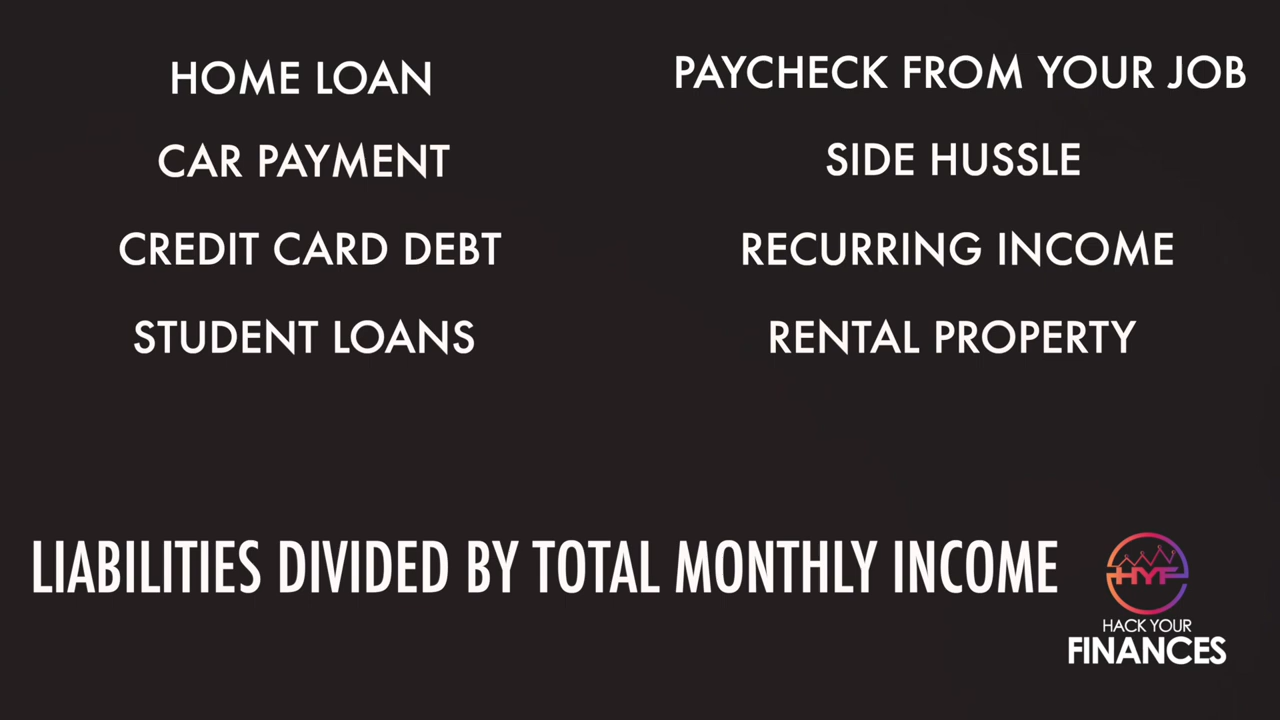 HOME LOAN
CAR PAYMENT
CREDIT CARD DEBT
STUDENT LOANS
PAYCHECK FROM YOUR JOB
SIDE HUSSLE
RECURRING INCOME
RENTAL PROPERTY
LIABILITIES DIVIDED BY TOTAL MONTHLY INCOME
HYF
HACK YOUR
FINANCES